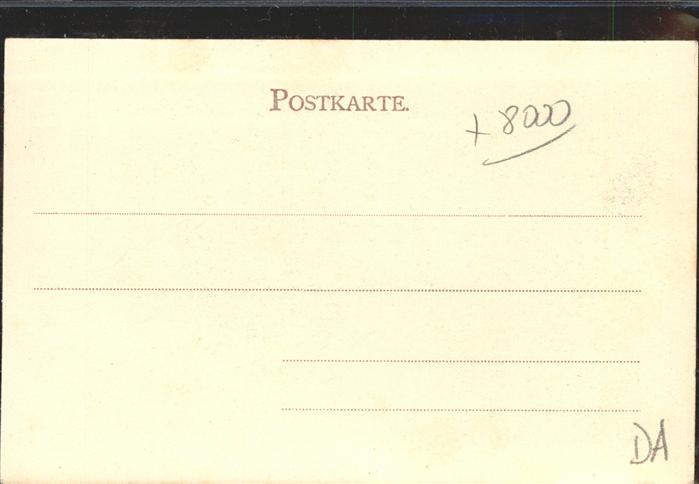 POSTKARTE.
+ 8000
DA